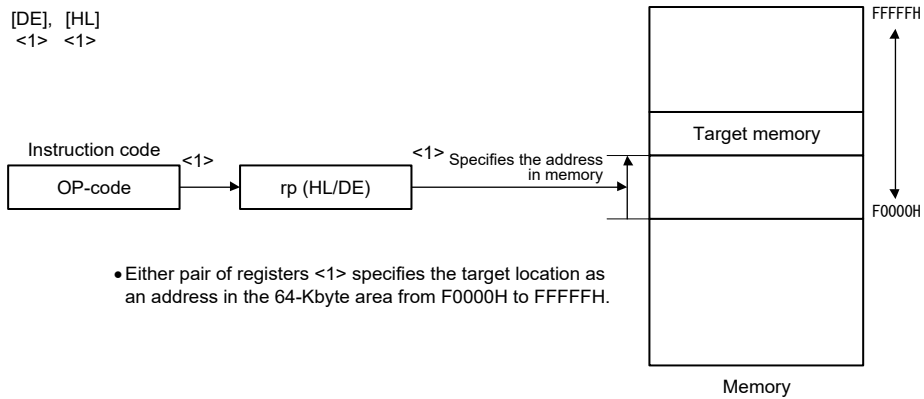 [DE], [HL]
<1> <1>
Instruction code
OP-code
<1>
rp (HL/DE)
<1>
Specifies the address
in memory
Target memory
FFFFFH
F0000H
• Either pair of registers <1> specifies the target location as
an address in the 64-Kbyte area from F0000H to FFFFFH.
Memory